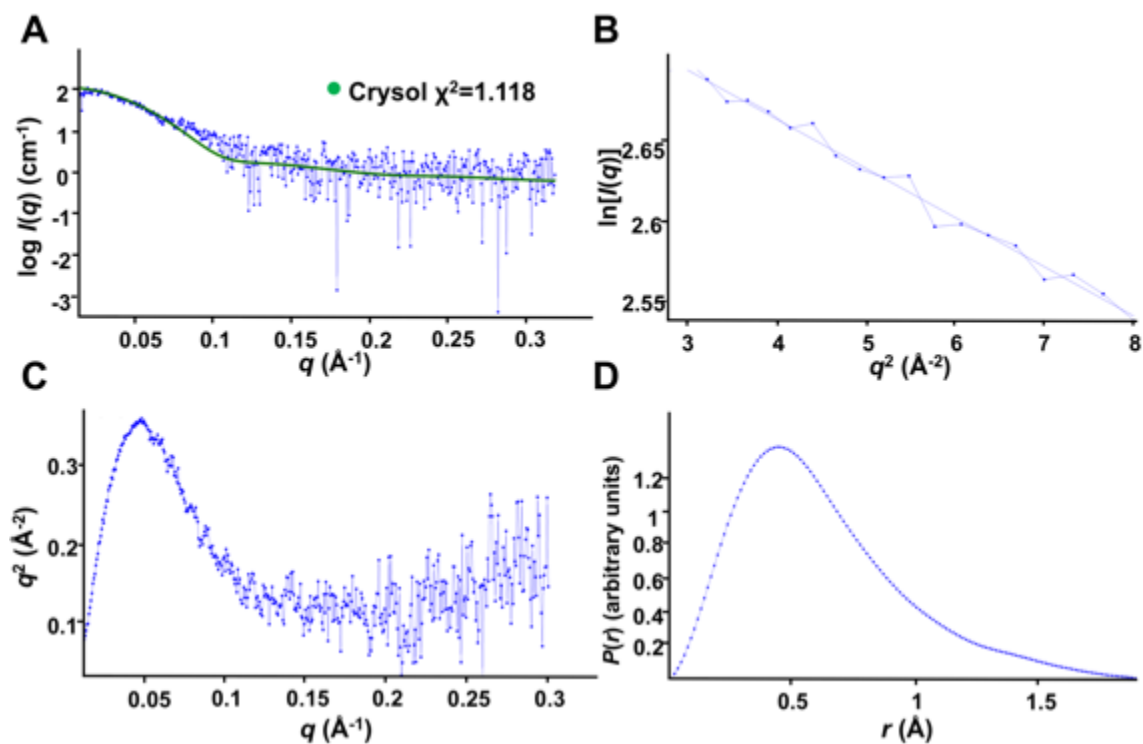 A
B
Crysol χ²=1.118
log I(q) (cm⁻¹)
2
1
0
-1
-2
-3
0.05 0.1 0.15 0.2 0.25 0.3
q (Å⁻¹)
ln[I(q)]
2.65
2.6
2.55
3 4 5 6 7 8
q² (Å⁻²)
C
D
q² (Å⁻²)
0.3
0.2
0.1
0.05 0.1 0.15 0.2 0.25 0.3
q (Å⁻¹)
P(r) (arbitrary units)
1.2
1
0.8
0.6
0.4
0.2
0.5 1 1.5
r (Å)